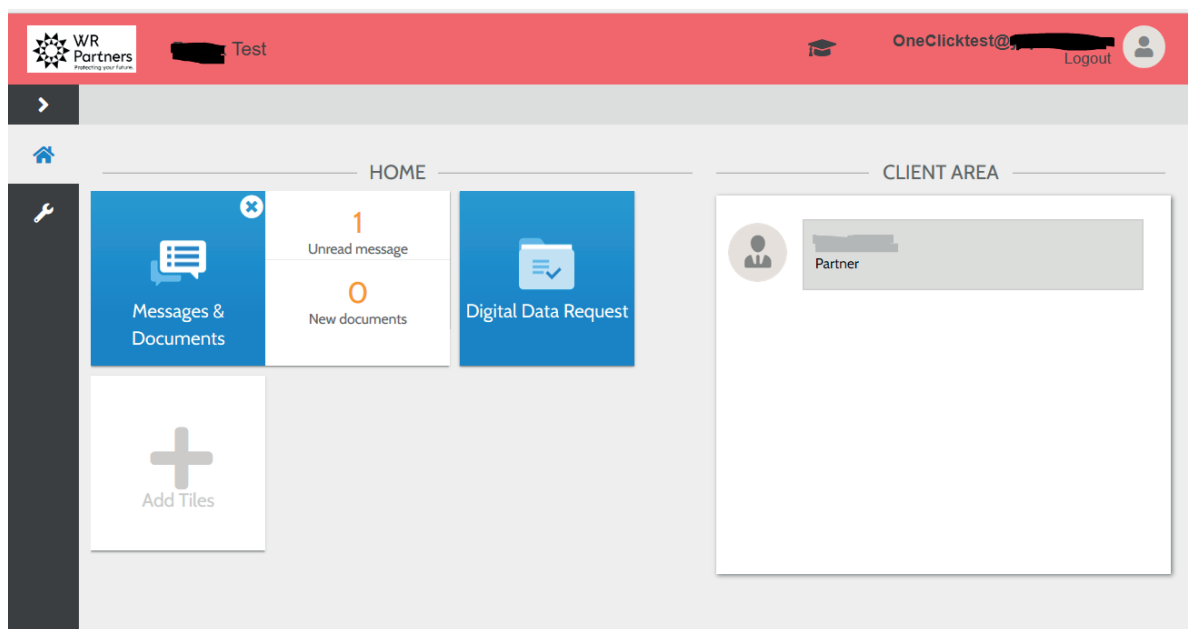 WR
Partners
Protecting your future.
Test
OneClicktest@
Logout
HOME
CLIENT AREA
Messages &
Documents
1
Unread message
0
New documents
Digital Data Request
Partner
Add Tiles